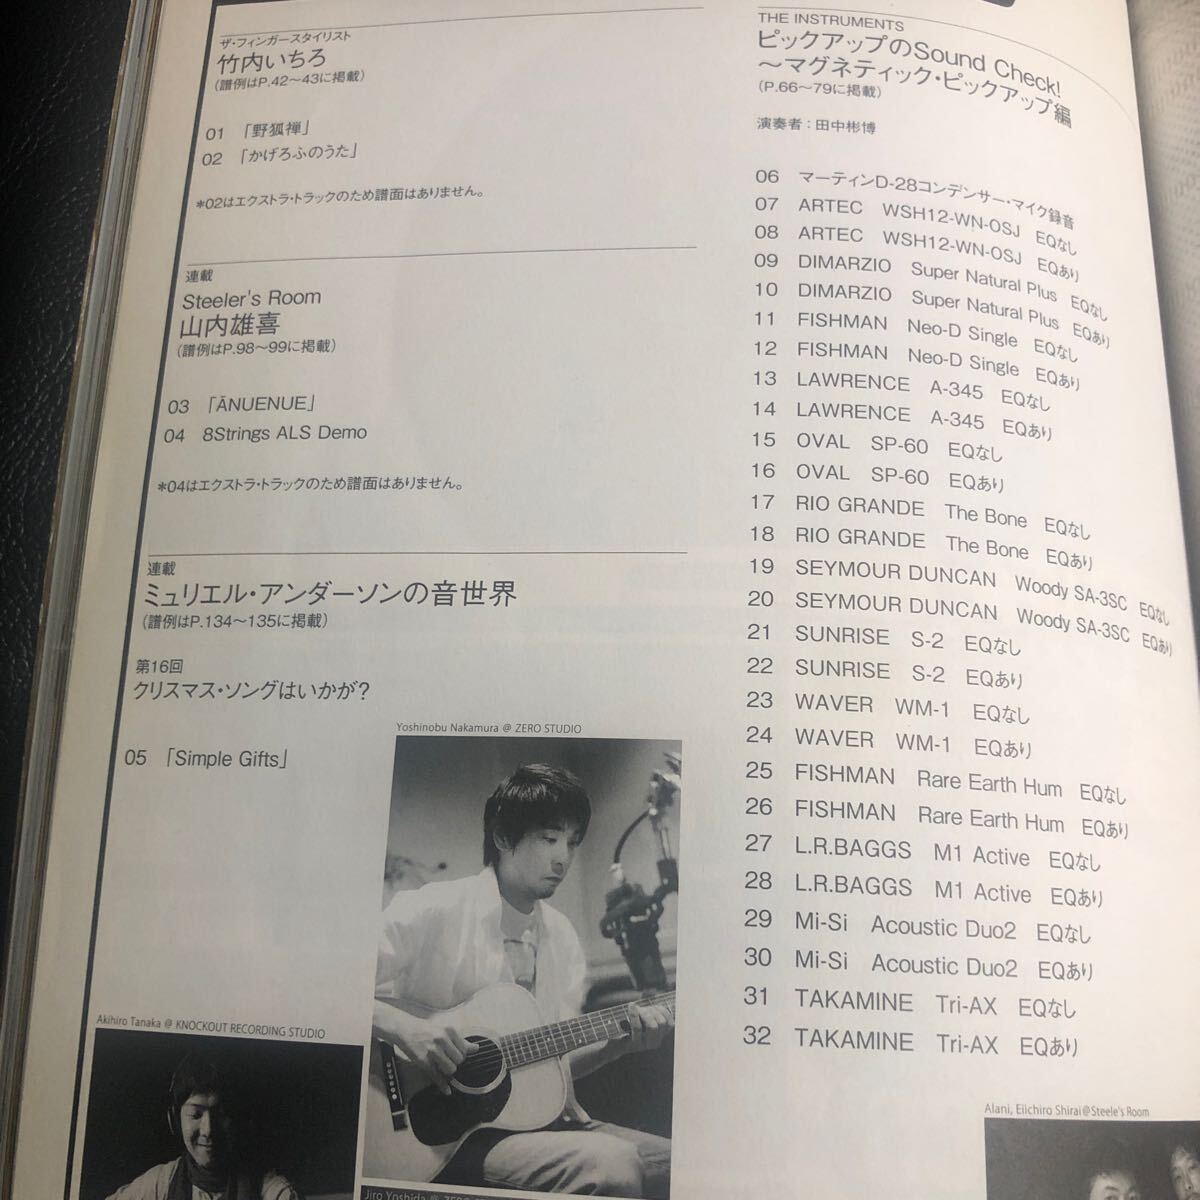 ザ・フィンガースタイリスト
竹内いちろ
(譜例はP.42～43に掲載)
01 「野狐禅」
02 「かげろふのうた」
*02はエクストラ・トラックのため譜面はありません。
連載
Steeler's Room
山内雄喜
(譜例はP.98～99に掲載)
03 「ĀNUENUE」
04 8Strings ALS Demo
*04はエクストラ・トラックのため譜面はありません。
連載
ミュリエル・アンダーソンの音世界
(譜例はP.134～135に掲載)
第16回
クリスマス・ソングはいかが?
05 「Simple Gifts」
Yoshinobu Nakamura @ ZERO STUDIO
Akihiro Tanaka @ KNOCKOUT RECORDING STUDIO
Jiro Yoshida @ ZERO
THE INSTRUMENTS
ピックアップのSound Check!
～マグネティック・ピックアップ編
(P.66～79に掲載)
演奏者：田中彬博
06 マーティンD-28コンデンサー・マイク録音
07 ARTEC WSH12-WN-OSJ EQなし
08 ARTEC WSH12-WN-OSJ EQあり
09 DIMARZIO Super Natural Plus EQなし
10 DIMARZIO Super Natural Plus EQあり
11 FISHMAN Neo-D Single EQなし
12 FISHMAN Neo-D Single EQあり
13 LAWRENCE A-345 EQなし
14 LAWRENCE A-345 EQあり
15 OVAL SP-60 EQなし
16 OVAL SP-60 EQあり
17 RIO GRANDE The Bone EQなし
18 RIO GRANDE The Bone EQあり
19 SEYMOUR DUNCAN Woody SA-3SC EQなし
20 SEYMOUR DUNCAN Woody SA-3SC EQあり
21 SUNRISE S-2 EQなし
22 SUNRISE S-2 EQあり
23 WAVER WM-1 EQなし
24 WAVER WM-1 EQあり
25 FISHMAN Rare Earth Hum EQなし
26 FISHMAN Rare Earth Hum EQあり
27 L.R.BAGGS M1 Active EQなし
28 L.R.BAGGS M1 Active EQあり
29 Mi-Si Acoustic Duo2 EQなし
30 Mi-Si Acoustic Duo2 EQあり
31 TAKAMINE Tri-AX EQなし
32 TAKAMINE Tri-AX EQあり
Alani, Eiichiro Shirai@Steele's Room